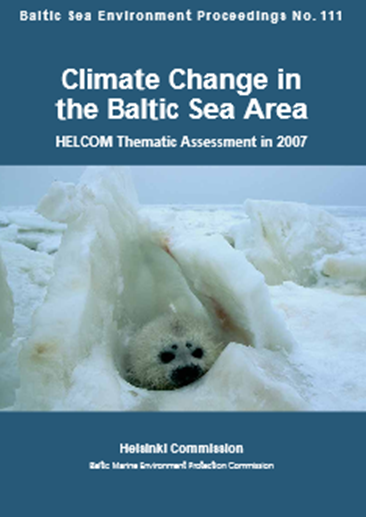 Baltic Sea Environment Proceedings No. 111
Climate Change in
the Baltic Sea Area
HELCOM Thematic Assessment in 2007
Helsinki Commission
Baltic Marine Environment Protection Commission